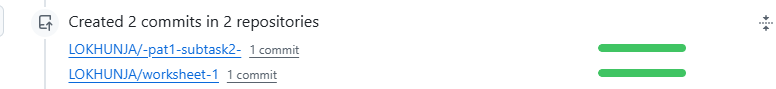 Created 2 commits in 2 repositories
LOKHUNJA/-pat1-subtask2- 1 commit
LOKHUNJA/worksheet-1 1 commit